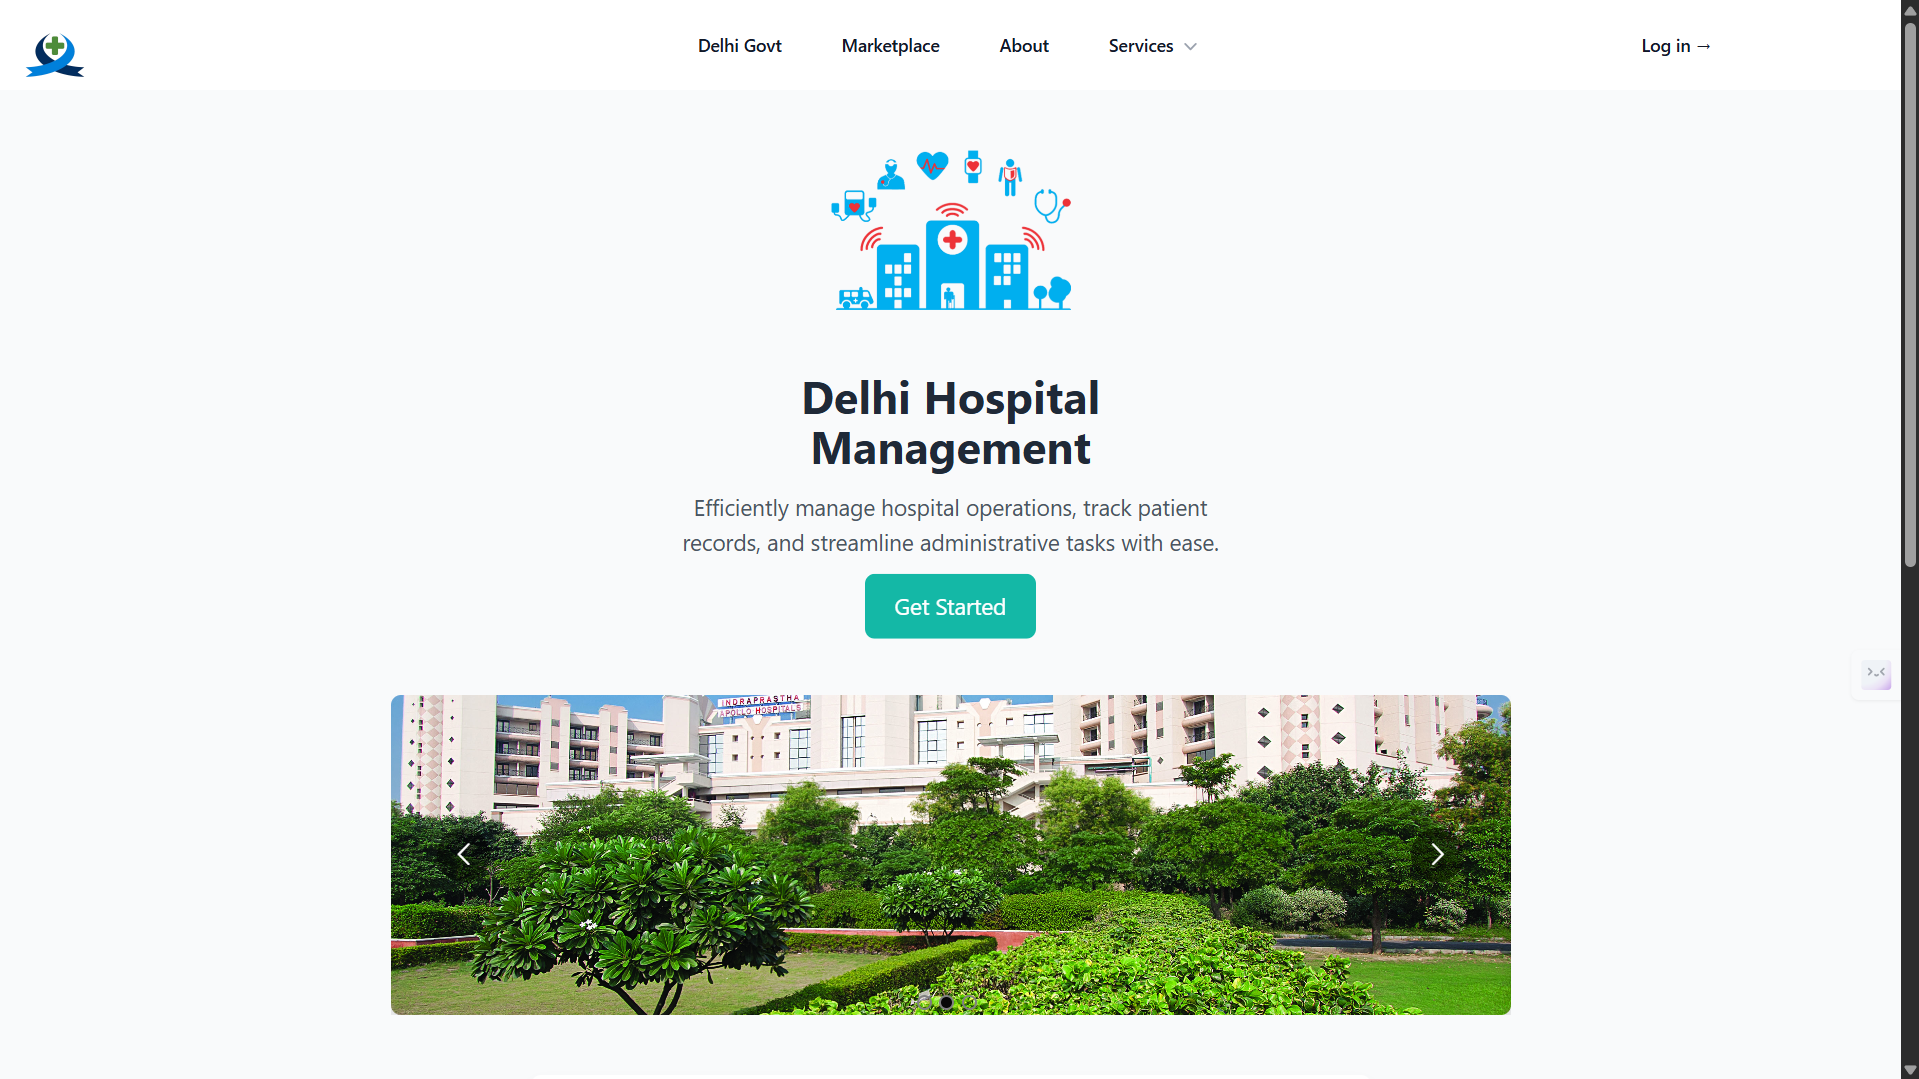 Delhi Govt
Marketplace
About
Services
Log in →
Delhi Hospital
Management
Efficiently manage hospital operations, track patient
records, and streamline administrative tasks with ease.
Get Started
INDRAPRASTHA
APOLLO HOSPITALS